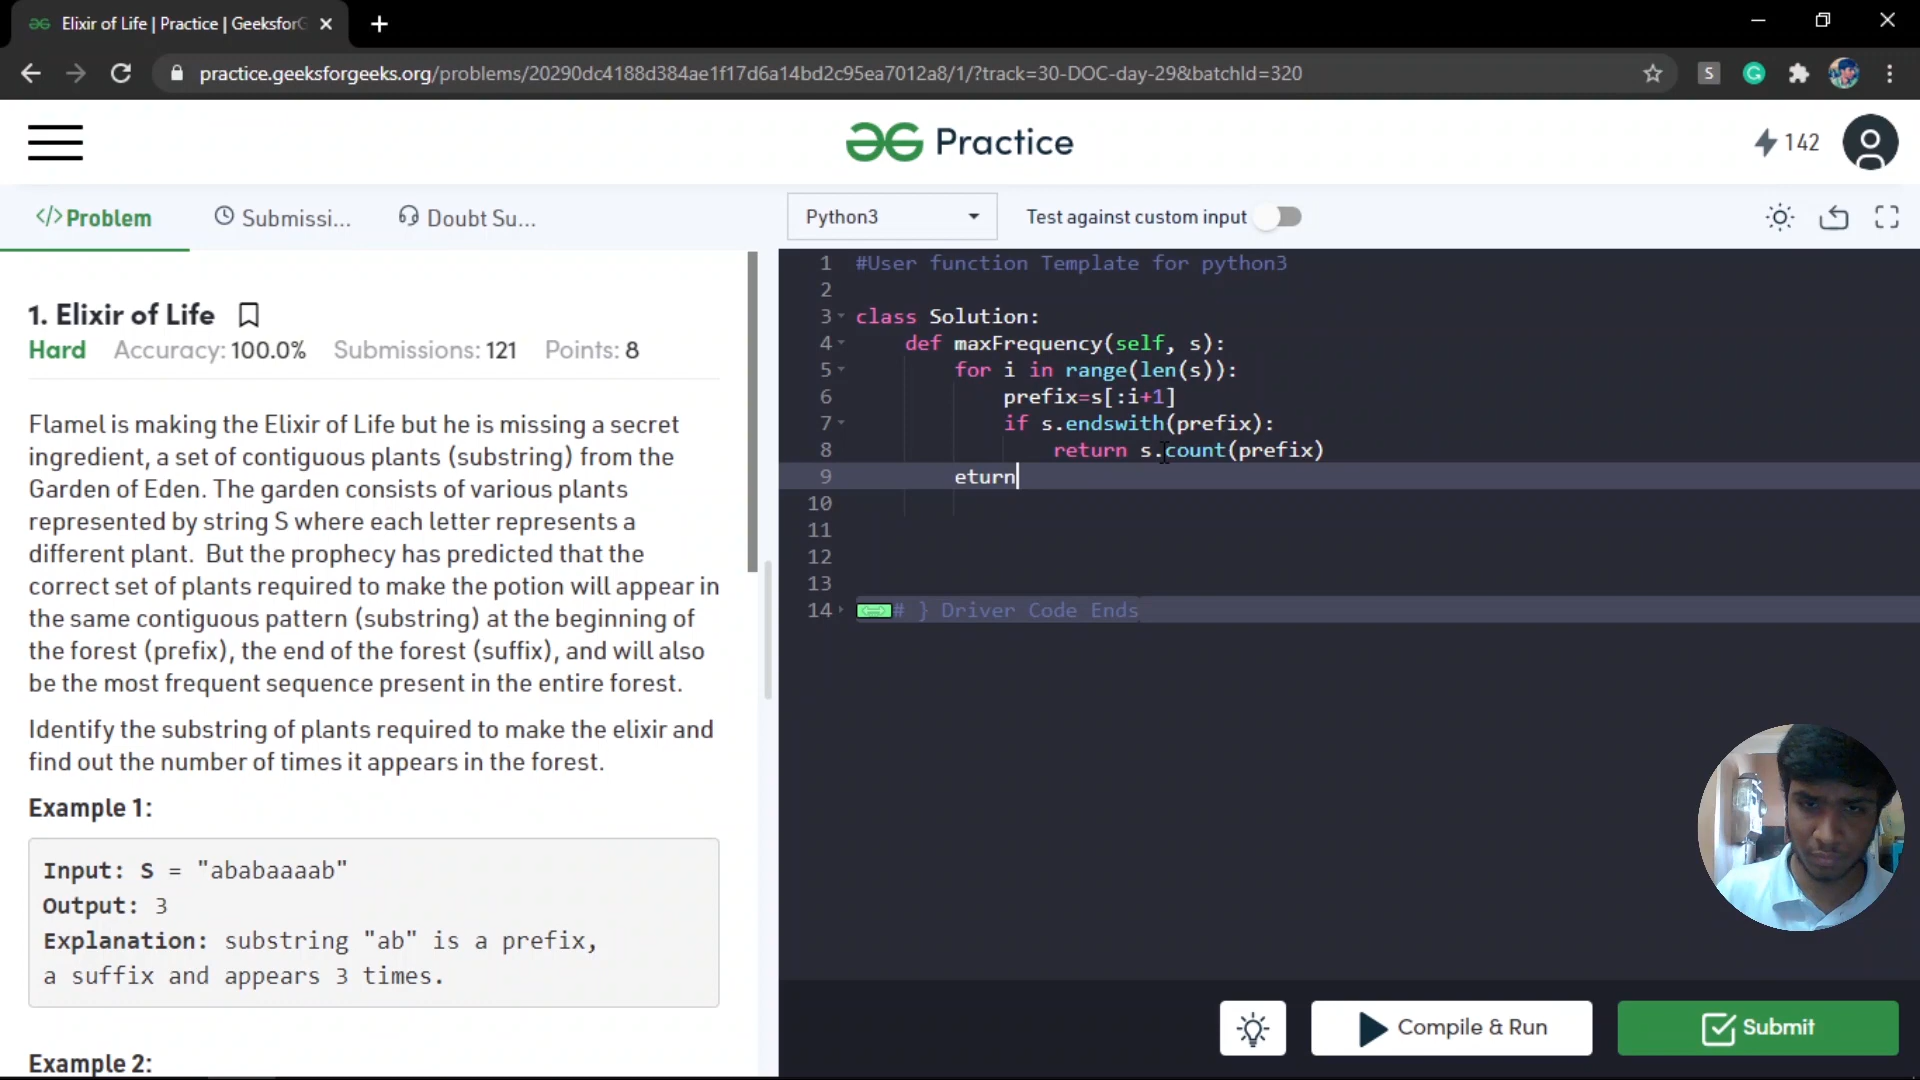 Elixir of Life | Practice | Geeksfor
practice.geeksforgeeks.org/problems/20290dc4188d384ae1f17d6a14bd2c95ea7012a8/1/?track=30-DOC-day-29&batchId=320
S
G
Practice
142
</> Problem
Submissi...
Doubt Su...
Python3
Test against custom input
1. Elixir of Life
Hard Accuracy: 100.0% Submissions: 121 Points: 8
Flamel is making the Elixir of Life but he is missing a secret
ingredient, a set of contiguous plants (substring) from the
Garden of Eden. The garden consists of various plants
represented by string S where each letter represents a
different plant. But the prophecy has predicted that the
correct set of plants required to make the potion will appear in
the same contiguous pattern (substring) at the beginning of
the forest (prefix), the end of the forest (suffix), and will also
be the most frequent sequence present in the entire forest.
Identify the substring of plants required to make the elixir and
find out the number of times it appears in the forest.
Example 1:
Input: S = "ababaaaab"
Output: 3
Explanation: substring "ab" is a prefix,
a suffix and appears 3 times.
Example 2:
1 #User function Template for python3
2
3 class Solution:
4 def maxFrequency(self, s):
5 for i in range(len(s)):
6 prefix=s[:i+1]
7 if s.endswith(prefix):
8 return s.count(prefix)
9 eturn
10
11
12
13
14 # } Driver Code Ends
Compile & Run
Submit